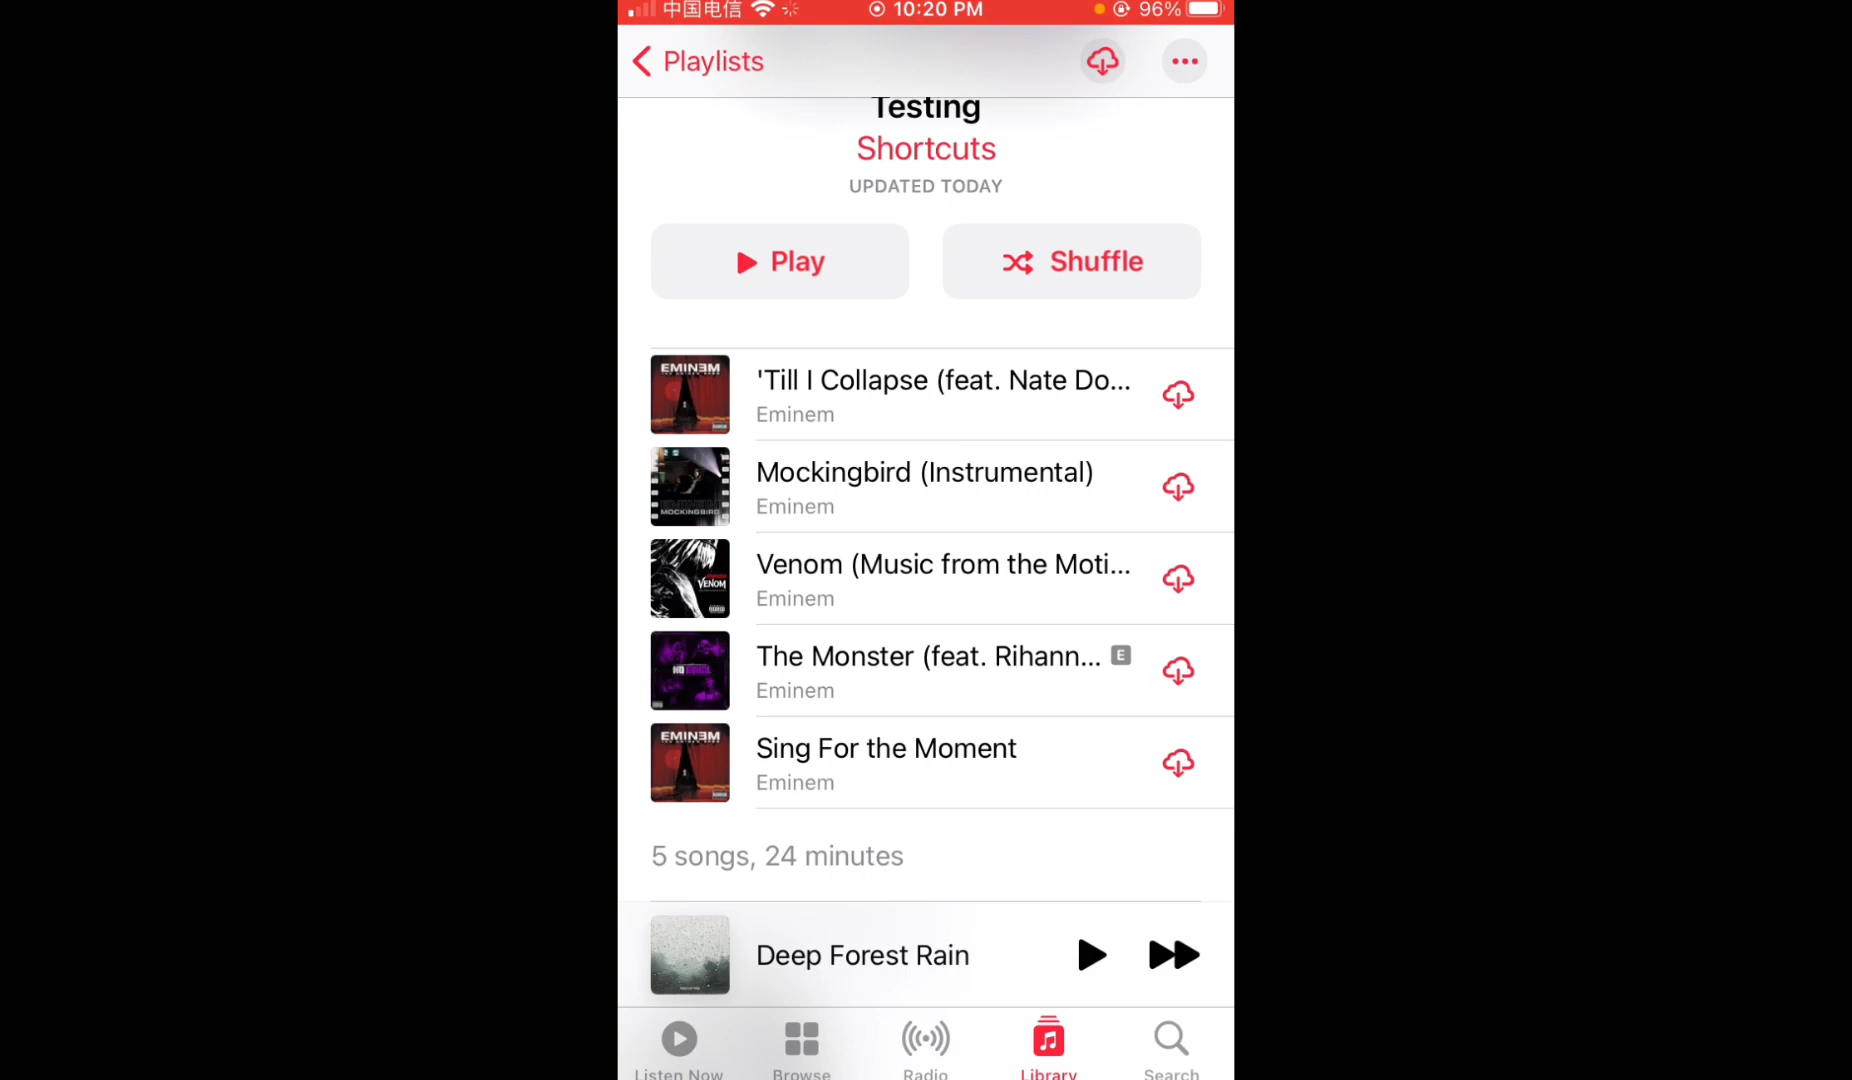 中国电信 10:20 PM 96%
Playlists
Testing
Shortcuts
UPDATED TODAY
Play Shuffle
EMINEM
'Till I Collapse (feat. Nate Do...
Eminem
MOCKINGBIRD
Mockingbird (Instrumental)
Eminem
VENOM
Venom (Music from the Moti...
Eminem
The Monster (feat. Rihann... E
Eminem
EMINEM
Sing For the Moment
Eminem
5 songs, 24 minutes
Deep Forest Rain
Listen Now Browse Radio Library Search